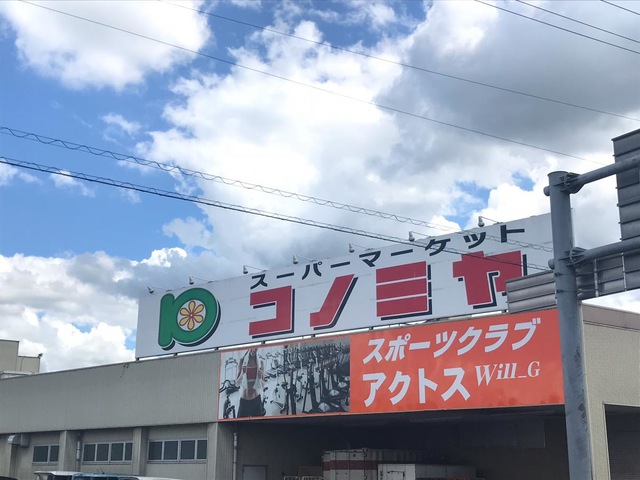 スーパーマーケット
コノミヤ
スポーツクラブ
アクトス Will_G